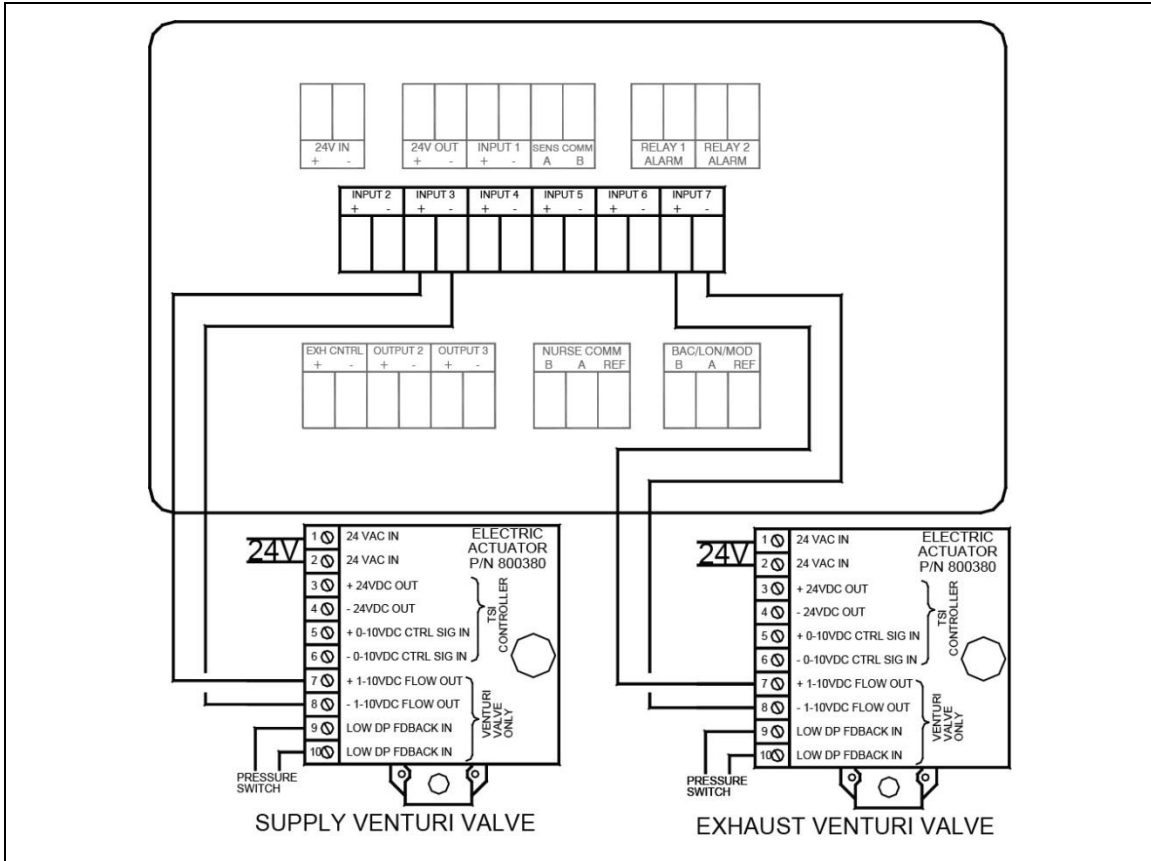 24V IN
+ -
24V OUT INPUT 1 SENS COMM
+ - + - A B
RELAY 1 RELAY 2
ALARM ALARM
INPUT 2 INPUT 3 INPUT 4 INPUT 5 INPUT 6 INPUT 7
+ - + - + - + - + - + -
EXH CNTRL OUTPUT 2 OUTPUT 3
+ - + - + -
NURSE COMM
B A REF
BAC/LON/MOD
B A REF
24V
1 24 VAC IN
2 24 VAC IN
3 + 24VDC OUT
4 - 24VDC OUT
5 + 0-10VDC CTRL SIG IN
6 - 0-10VDC CTRL SIG IN
7 + 1-10VDC FLOW OUT
8 - 1-10VDC FLOW OUT
9 LOW DP FDBACK IN
10 LOW DP FDBACK IN
ELECTRIC
ACTUATOR
P/N 800380
TSI
CONTROLLER
VENTURI
VALVE
ONLY
PRESSURE
SWITCH
SUPPLY VENTURI VALVE
24V
1 24 VAC IN
2 24 VAC IN
3 + 24VDC OUT
4 - 24VDC OUT
5 + 0-10VDC CTRL SIG IN
6 - 0-10VDC CTRL SIG IN
7 + 1-10VDC FLOW OUT
8 - 1-10VDC FLOW OUT
9 LOW DP FDBACK IN
10 LOW DP FDBACK IN
ELECTRIC
ACTUATOR
P/N 800380
TSI
CONTROLLER
VENTURI
VALVE
ONLY
PRESSURE
SWITCH
EXHAUST VENTURI VALVE